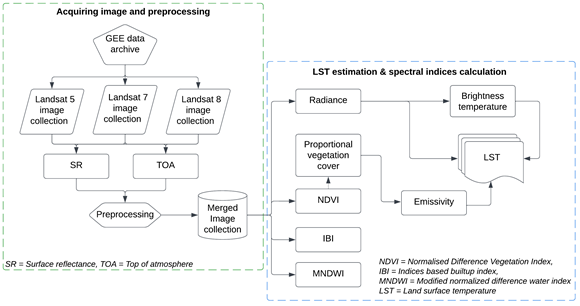 Acquiring image and preprocessing
GEE data
archive
Landsat 5
image
collection
Landsat 7
image
collection
Landsat 8
image
collection
SR
TOA
Preprocessing
Merged
Image
collection
SR = Surface reflectance, TOA = Top of atmosphere
LST estimation & spectral indices calculation
Radiance
Brightness
temperature
Proportional
vegetation
cover
LST
NDVI
Emissivity
IBI
MNDWI
NDVI = Normalised Difference Vegetation Index,
IBI = Indices based builtup index,
MNDWI = Modified normalized difference water index
LST = Land surface temperature